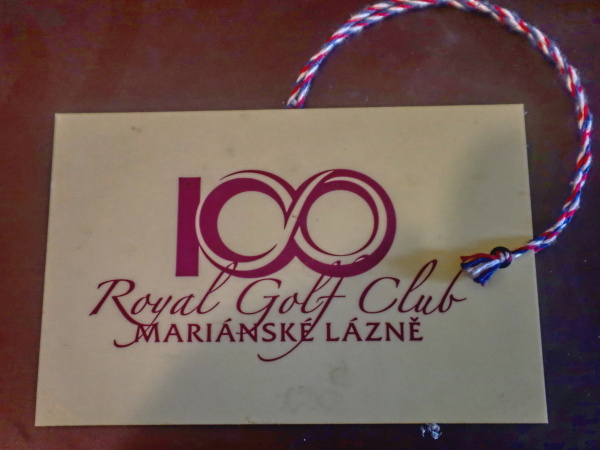 100
Royal Golf Club
MARIÁNSKÉ LÁZNĚ